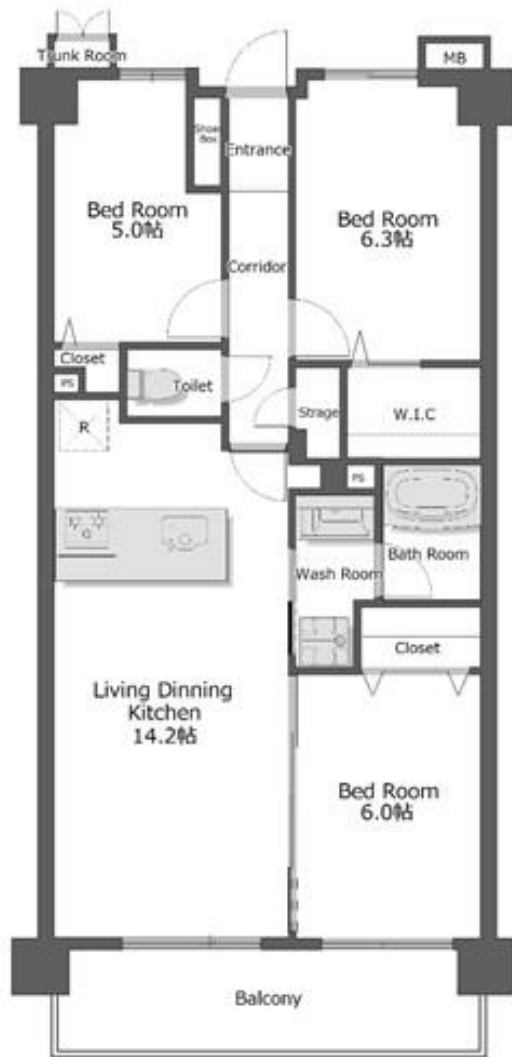 Trunk Room
MB
Shoes Box
Entrance
Bed Room
5.0帖
Bed Room
6.3帖
Corridor
Closet
PS
Toilet
R
Strage
W.I.C
PS
G
Wash Room
Bath Room
Closet
Living Dinning
Kitchen
14.2帖
Bed Room
6.0帖
Balcony